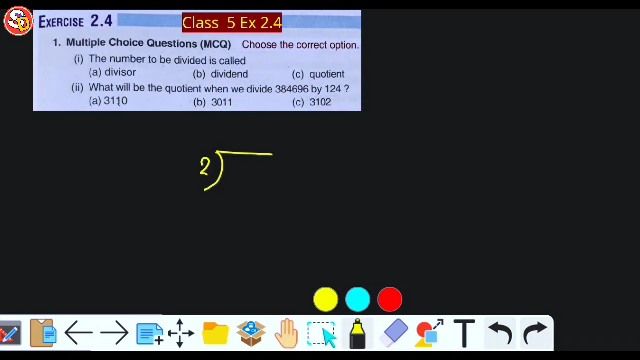 EXERCISE 2.4
Class 5 Ex 2.4
1. Multiple Choice Questions (MCQ) Choose the correct option.
(i) The number to be divided is called
(a) divisor (b) dividend (c) quotient
(ii) What will be the quotient when we divide 384696 by 124 ?
(a) 3110 (b) 3011 (c) 3102
2
T